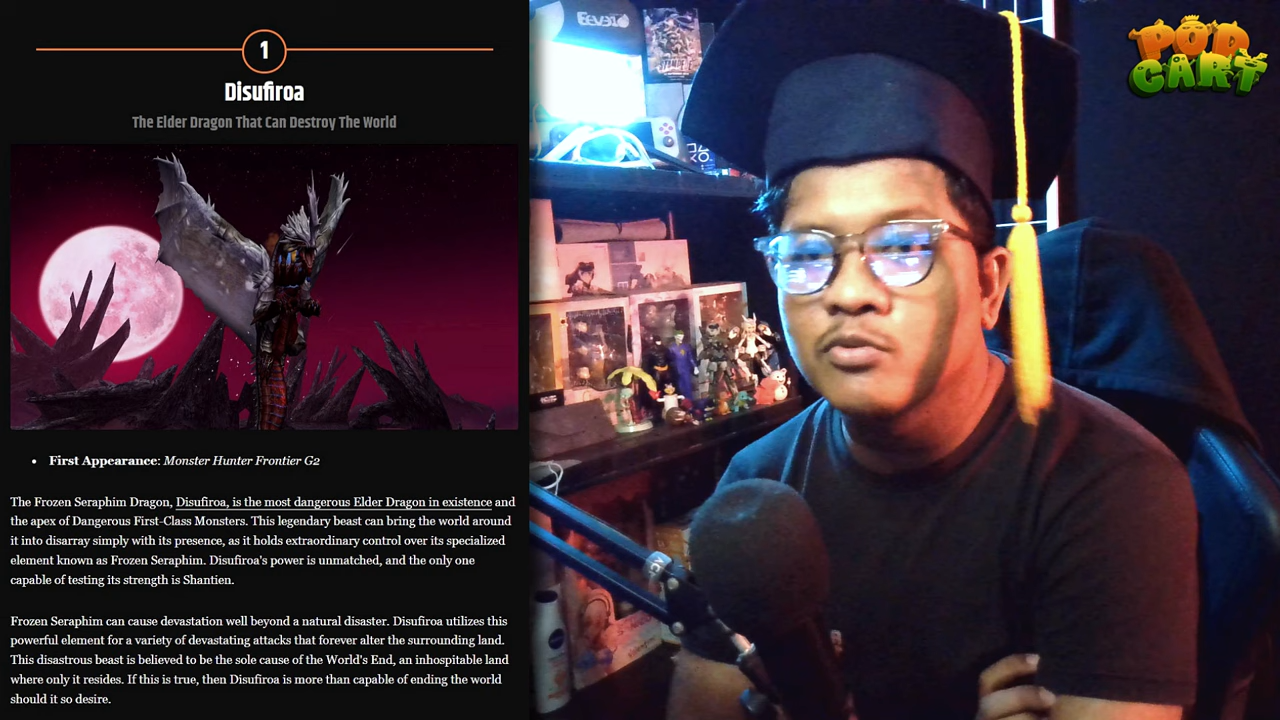 1
Disufiroa
The Elder Dragon That Can Destroy The World
• First Appearance: Monster Hunter Frontier G2
The Frozen Seraphim Dragon, Disufiroa, is the most dangerous Elder Dragon in existence and
the apex of Dangerous First-Class Monsters. This legendary beast can bring the world around
it into disarray simply with its presence, as it holds extraordinary control over its specialized
element known as Frozen Seraphim. Disufiroa's power is unmatched, and the only one
capable of testing its strength is Shantien.
Frozen Seraphim can cause devastation well beyond a natural disaster. Disufiroa utilizes this
powerful element for a variety of devastating attacks that forever alter the surrounding land.
This disastrous beast is believed to be the sole cause of the World's End, an inhospitable land
where only it resides. If this is true, then Disufiroa is more than capable of ending the world
should it so desire.
POD
CART
NIVEA